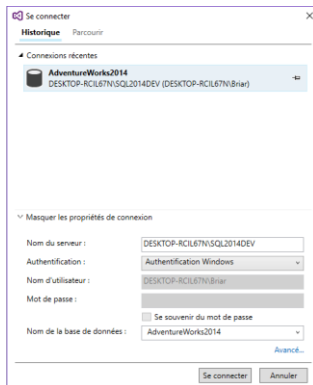 Se connecter
Historique Parcourir
Connexions récentes
AdventureWorks2014
DESKTOP-RCIL67N\SQL2014DEV (DESKTOP-RCIL67N\Briar)
Masquer les propriétés de connexion
Nom du serveur : DESKTOP-RCIL67N\SQL2014DEV
Authentification : Authentification Windows
Nom d'utilisateur : DESKTOP-RCIL67N\Briar
Mot de passe :
Se souvenir du mot de passe
Nom de la base de données : AdventureWorks2014
Avancé...
Se connecter Annuler